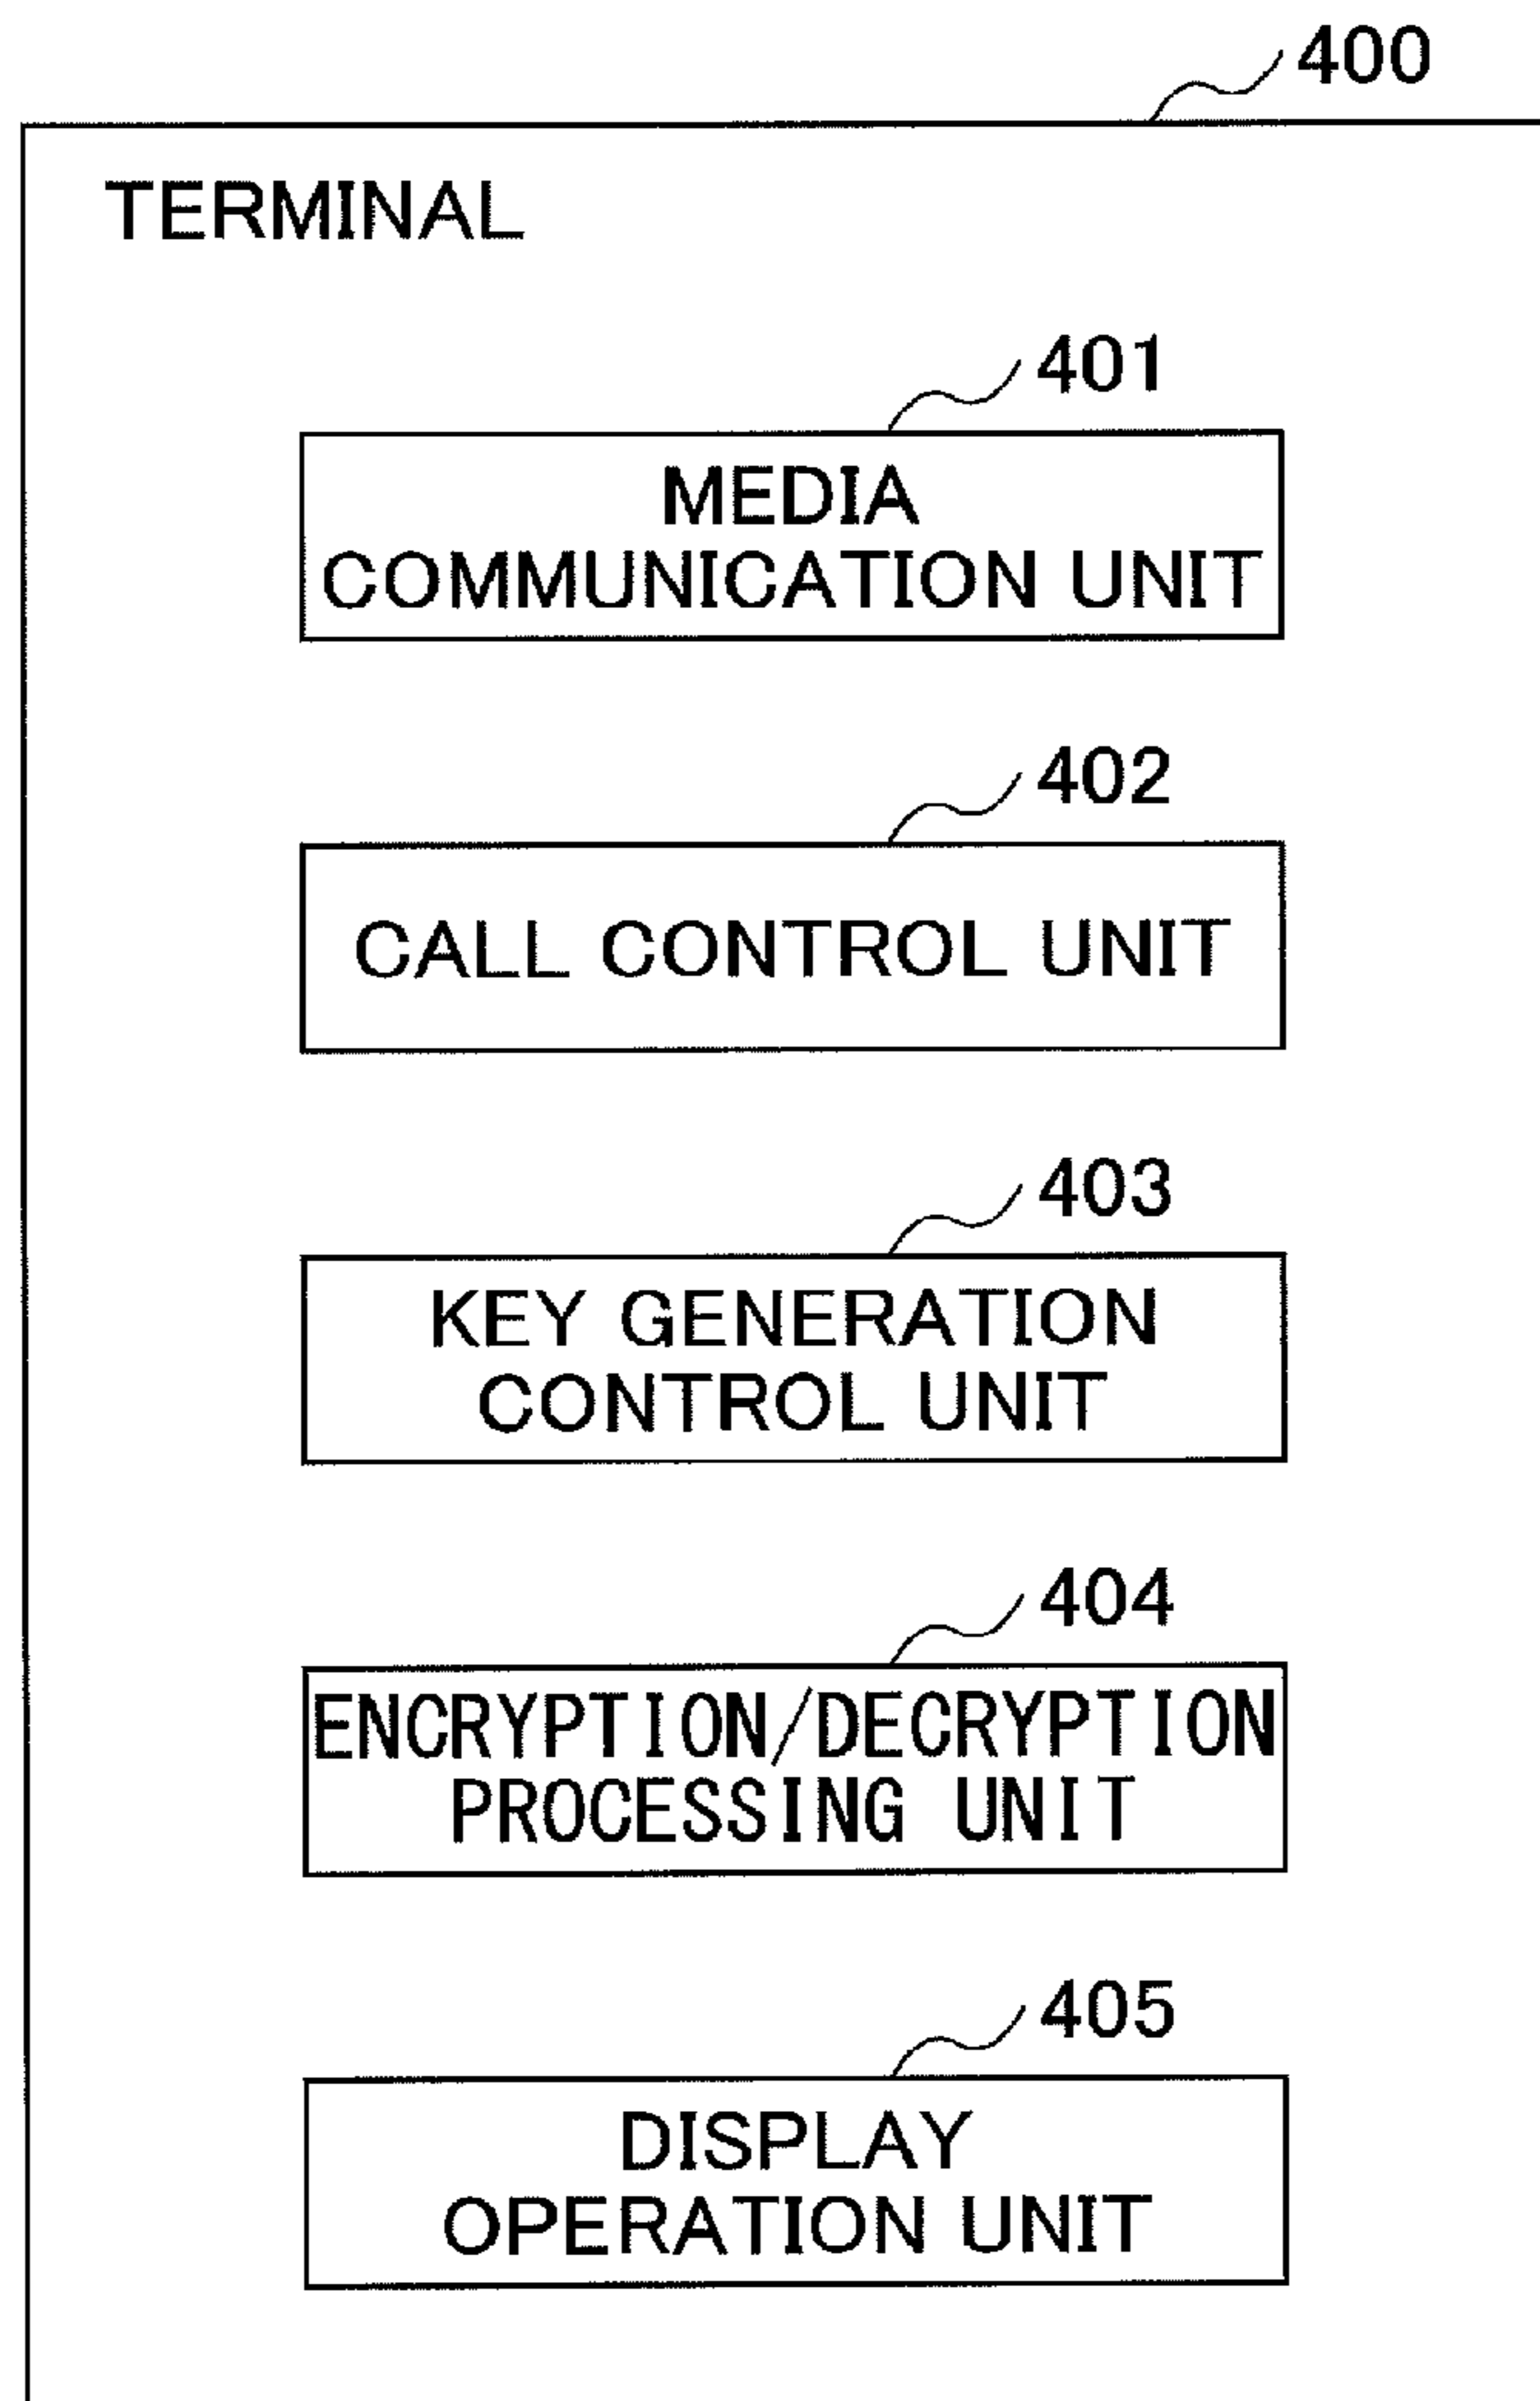 400
TERMINAL
401
MEDIA
COMMUNICATION UNIT
402
CALL CONTROL UNIT
403
KEY GENERATION
CONTROL UNIT
404
ENCRYPTION/DECRYPTION
PROCESSING UNIT
405
DISPLAY
OPERATION UNIT